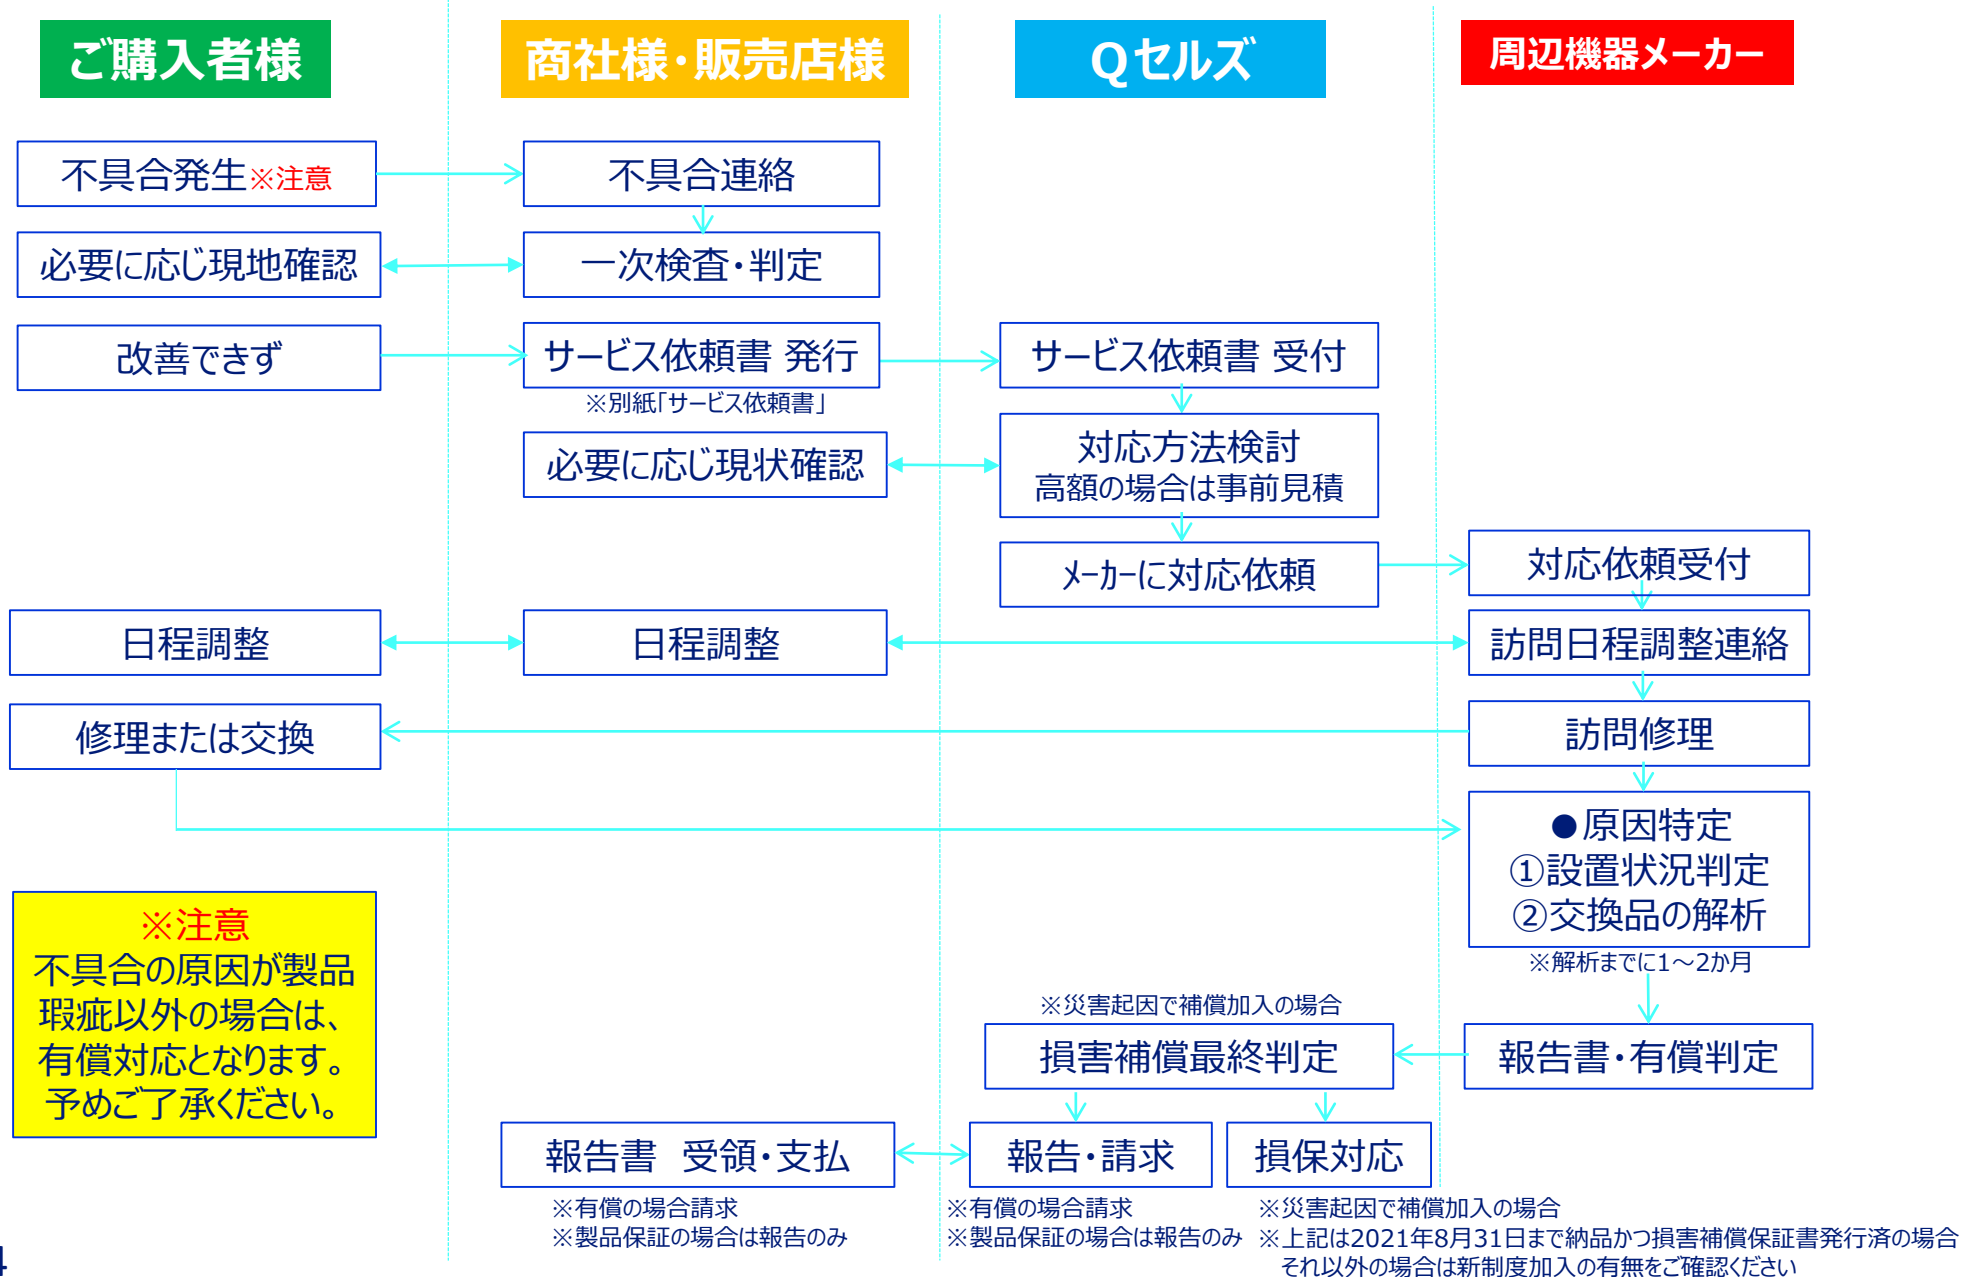 ご購入者様
商社様・販売店様
Qセルズ
周辺機器メーカー
不具合発生※注意
不具合連絡
必要に応じ現地確認
一次検査・判定
改善できず
サービス依頼書 発行
サービス依頼書 受付
※別紙「サービス依頼書」
必要に応じ現状確認
対応方法検討
高額の場合は事前見積
メーカーに対応依頼
対応依頼受付
日程調整
日程調整
訪問日程調整連絡
修理または交換
訪問修理
●原因特定
①設置状況判定
②交換品の解析
※解析までに1～2か月
※注意
不具合の原因が製品
瑕疵以外の場合は、
有償対応となります。
予めご了承ください。
※災害起因で補償加入の場合
損害補償最終判定
報告書・有償判定
報告書　受領・支払
報告・請求
損保対応
※有償の場合請求
※製品保証の場合は報告のみ
※有償の場合請求
※製品保証の場合は報告のみ
※災害起因で補償加入の場合
※上記は2021年8月31日まで納品かつ損害補償保証書発行済の場合
それ以外の場合は新制度加入の有無をご確認ください
4